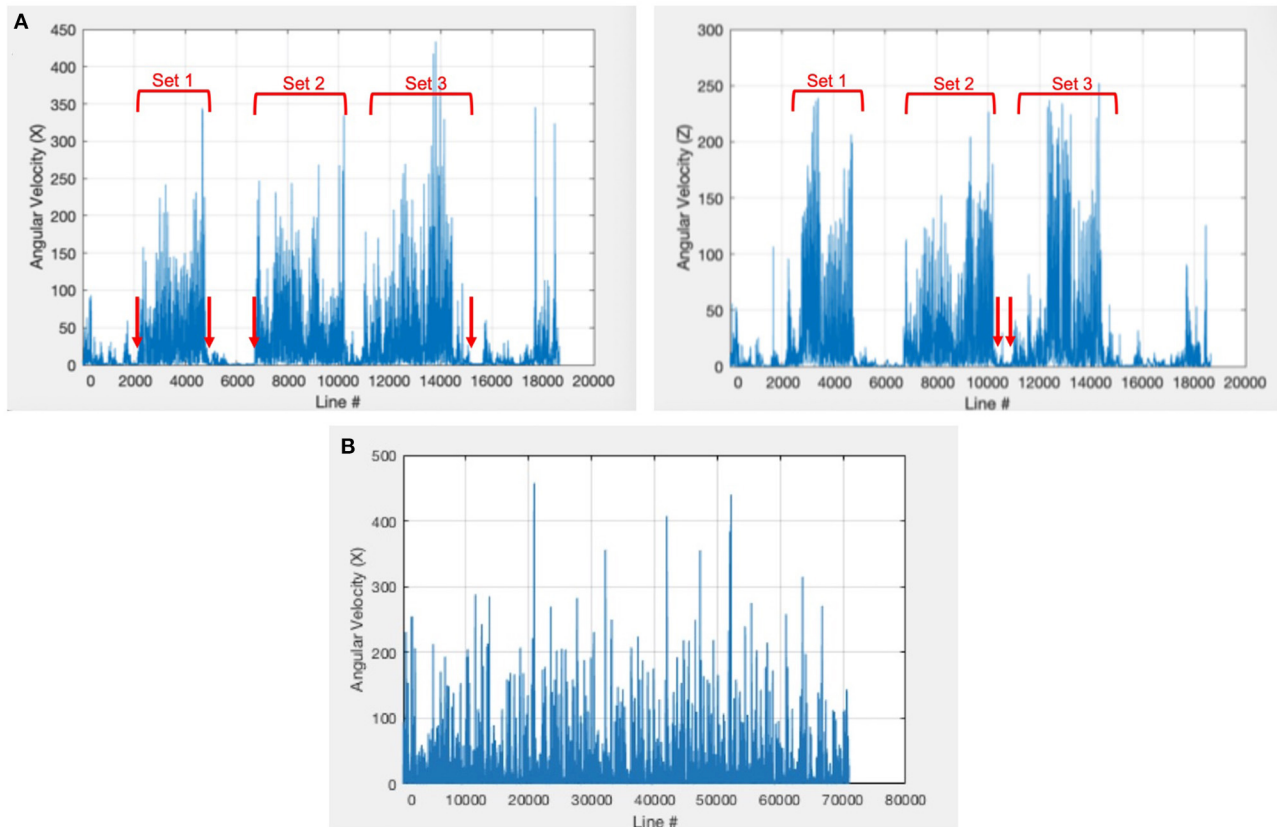 A
450
400
350
300
250
200
150
100
50
0
Angular Velocity (X)
Set 1
Set 2
Set 3
0 2000 4000 6000 8000 10000 12000 14000 16000 18000 20000
Line #
300
250
200
150
100
50
0
Angular Velocity (Z)
Set 1
Set 2
Set 3
0 2000 4000 6000 8000 10000 12000 14000 16000 18000 20000
Line #
B
500
400
300
200
100
0
Angular Velocity (X)
0 10000 20000 30000 40000 50000 60000 70000 80000
Line #